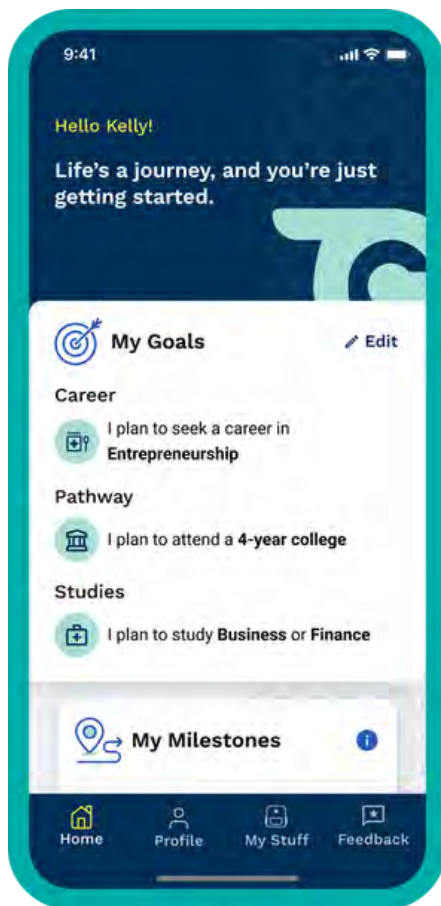 9:41
Hello Kelly!
Life's a journey, and you're just
getting started.
My Goals
Edit
Career
I plan to seek a career in
Entrepreneurship
Pathway
I plan to attend a 4-year college
Studies
I plan to study Business or Finance
My Milestones
Home
Profile
My Stuff
Feedback